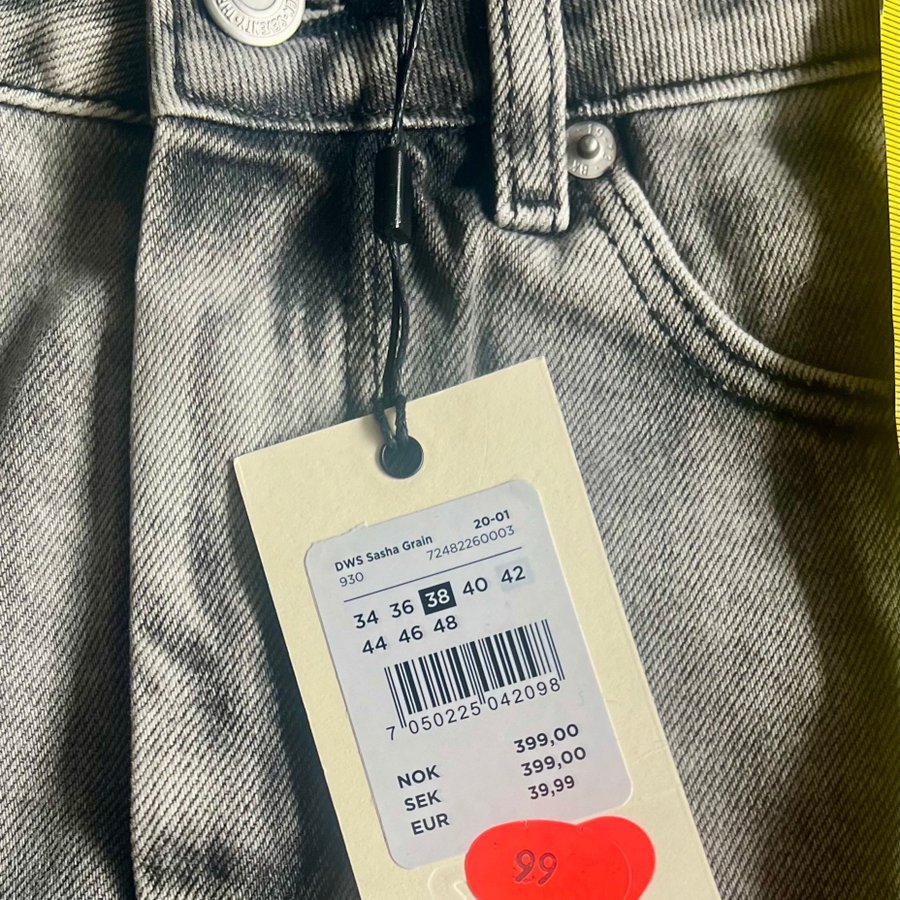 DWS Sasha Grain 20-01
930 72482260003
34 36 38 40 42
44 46 48
7 050225 042098
NOK 399,00
SEK 399,00
EUR 39,99
99